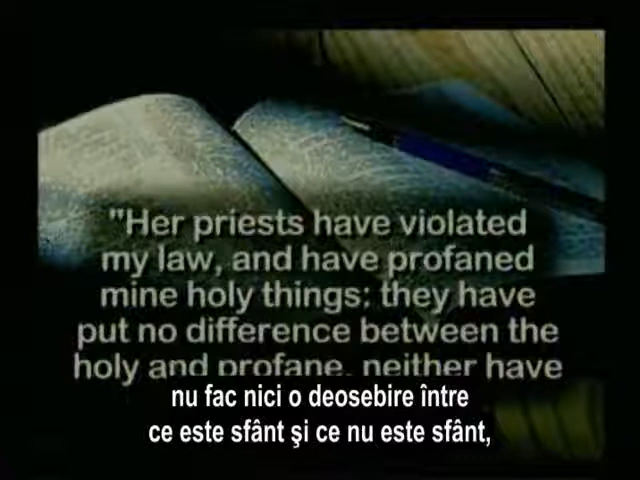 "Her priests have violated
my law, and have profaned
mine holy things: they have
put no difference between the
holy and profane, neither have
nu fac nici o deosebire între
ce este sfânt şi ce nu este sfânt,